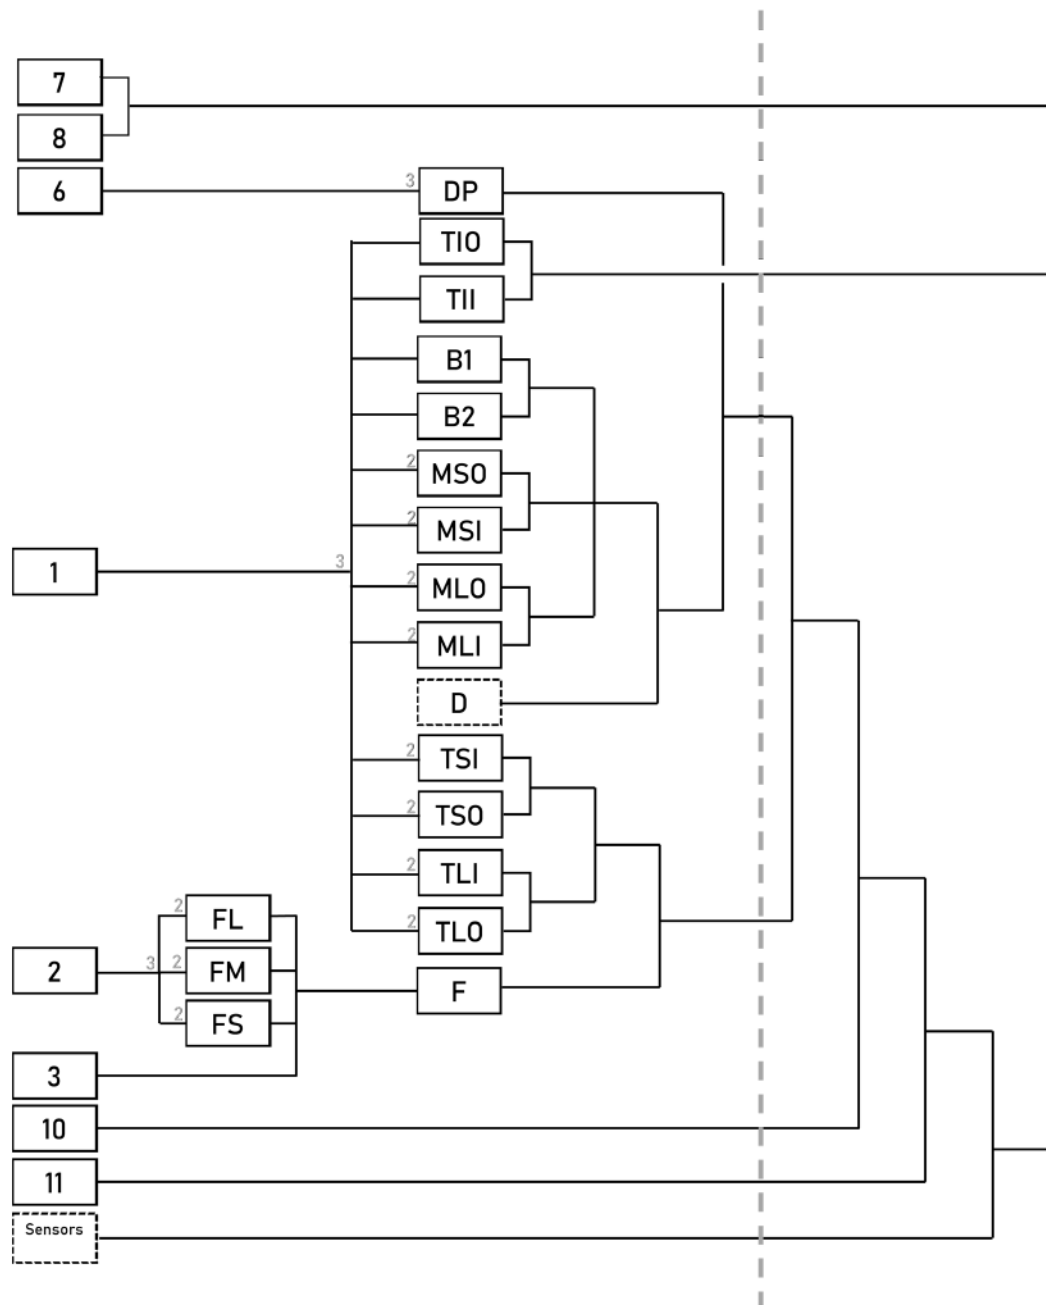 7
8
6
3 DP
TIO
TII
B1
B2
2 MSO
2 MSI
1
3
2 MLO
2 MLI
D
2 TSI
2 TSO
2 TLI
2 TLO
2 FL
2
3
2 FM
2 FS
F
3
10
11
Sensors